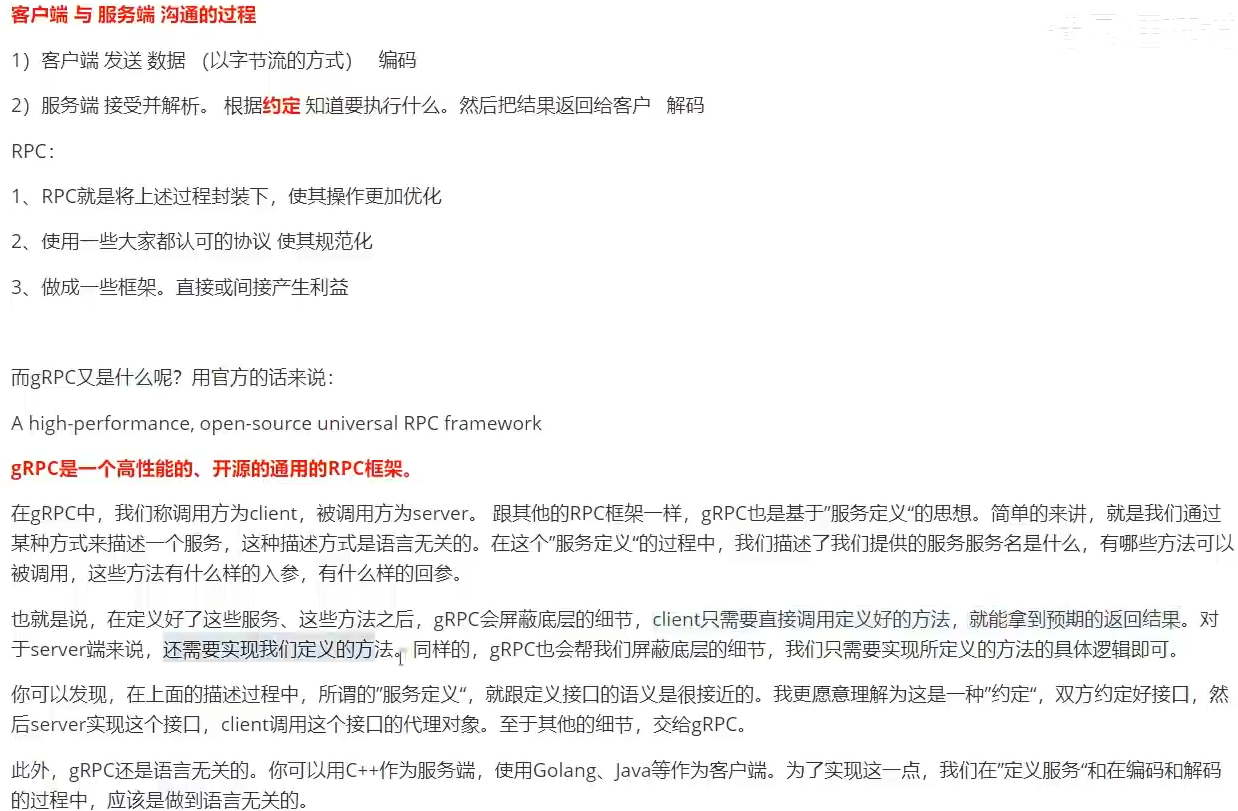 客户端 与 服务端 沟通的过程
1）客户端 发送 数据 （以字节流的方式） 编码
2）服务端 接受并解析。 根据约定 知道要执行什么。然后把结果返回给客户 解码
RPC：
1、RPC就是将上述过程封装下，使其操作更加优化
2、使用一些大家都认可的协议 使其规范化
3、做成一些框架。直接或间接产生利益
而gRPC又是什么呢？用官方的话来说：
A high-performance, open-source universal RPC framework
gRPC是一个高性能的、开源的通用的RPC框架。
在gRPC中，我们称调用方为client，被调用方为server。 跟其他的RPC框架一样，gRPC也是基于”服务定义“的思想。简单的来讲，就是我们通过
某种方式来描述一个服务，这种描述方式是语言无关的。在这个”服务定义“的过程中，我们描述了我们提供的服务服务名是什么，有哪些方法可以
被调用，这些方法有什么样的入参，有什么样的回参。
也就是说，在定义好了这些服务、这些方法之后，gRPC会屏蔽底层的细节，client只需要直接调用定义好的方法，就能拿到预期的返回结果。对
于server端来说，还需要实现我们定义的方法。同样的，gRPC也会帮我们屏蔽底层的细节，我们只需要实现所定义的方法的具体逻辑即可。
你可以发现，在上面的描述过程中，所谓的”服务定义“，就跟定义接口的语义是很接近的。我更愿意理解为这是一种”约定“，双方约定好接口，然
后server实现这个接口，client调用这个接口的代理对象。至于其他的细节，交给gRPC。
此外，gRPC还是语言无关的。你可以用C++作为服务端，使用Golang、Java等作为客户端。为了实现这一点，我们在”定义服务“和在编码和解码
的过程中，应该是做到语言无关的。